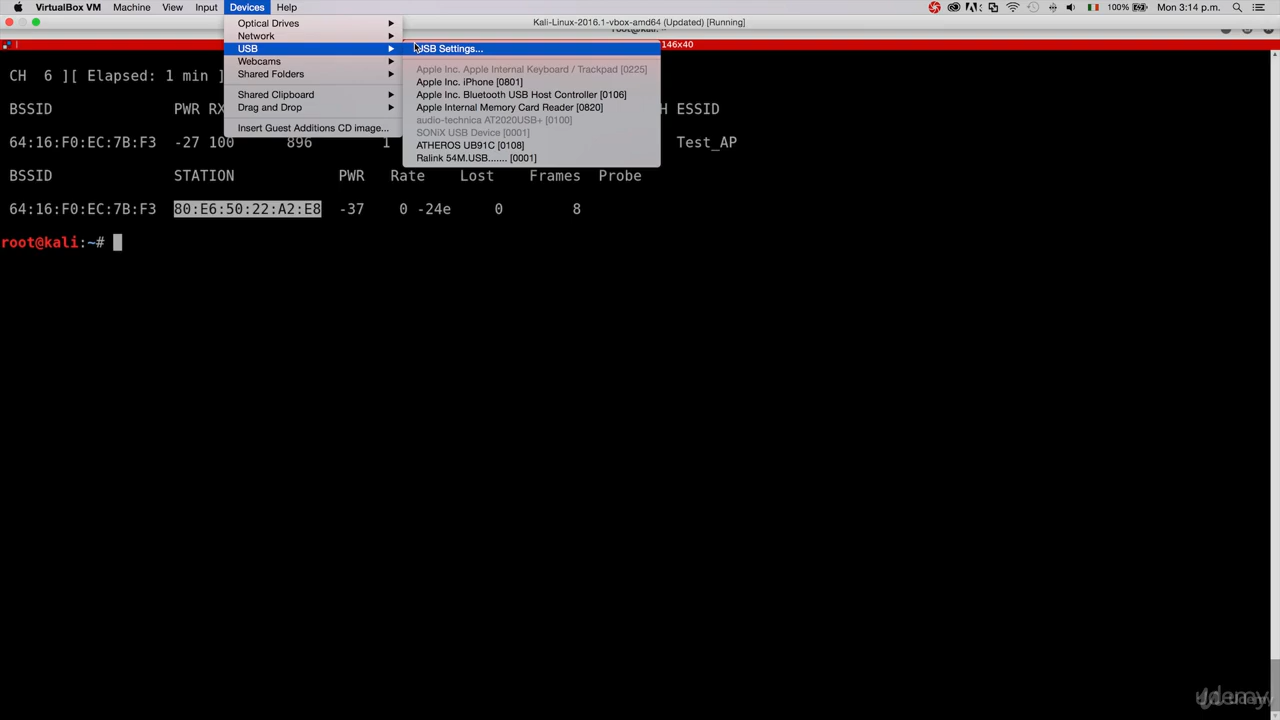 VirtualBox VM Machine View Input Devices Help 100% Mon 3:14 p.m.
Kali-Linux-2016.1-vbox-amd64 (Updated) [Running]
Optical Drives
Network
USB
Webcams
Shared Folders
Shared Clipboard
Drag and Drop
Insert Guest Additions CD image...
USB Settings...
Apple Inc. Apple Internal Keyboard / Trackpad [0225]
Apple Inc. iPhone [0801]
Apple Inc. Bluetooth USB Host Controller [0106]
Apple Internal Memory Card Reader [0820]
audio-technica AT2020USB+ [0100]
SONiX USB Device [0001]
ATHEROS UB91C [0108]
Ralink 54M.USB....... [0001]
146x40
CH 6 ][ Elapsed: 1 min ]
BSSID PWR RX H ESSID
64:16:F0:EC:7B:F3 -27 100 896 1 Test_AP
BSSID STATION PWR Rate Lost Frames Probe
64:16:F0:EC:7B:F3 80:E6:50:22:A2:E8 -37 0 -24e 0 8
root@kali:~#
udemy